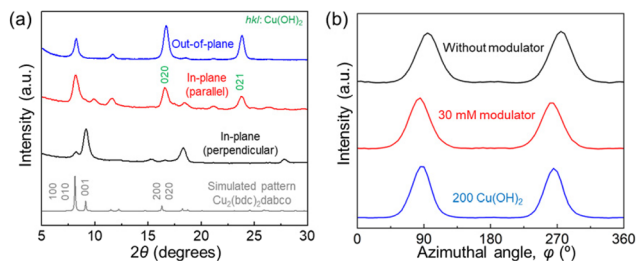 (a)
hkl: Cu(OH)2
Out-of-plane
In-plane
(parallel)
020
021
In-plane
(perpendicular)
Simulated pattern
Cu2(bdc)2dabco
100
010
001
200
020
Intensity (a.u.)
5 10 15 20 25 30
2θ (degrees)
(b)
Without modulator
30 mM modulator
200 Cu(OH)2
Intensity (a.u.)
0 90 180 270 360
Azimuthal angle, φ (º)